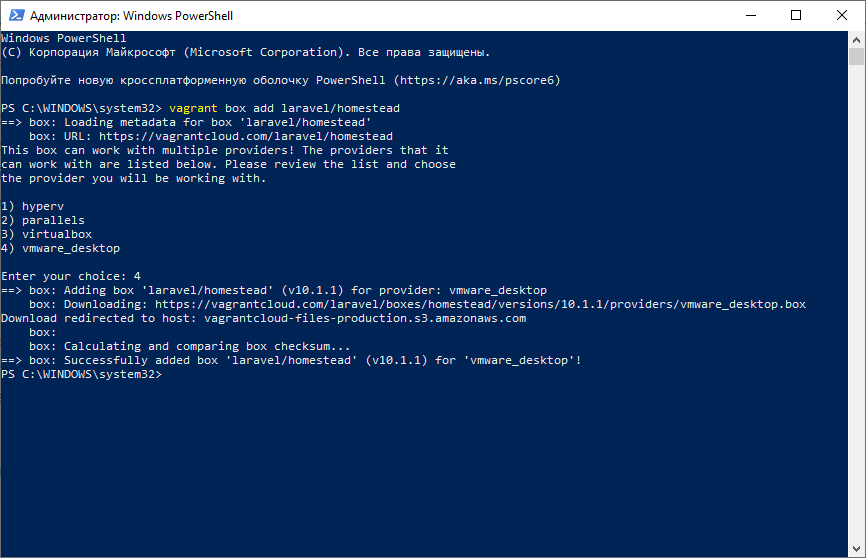 Администратор: Windows PowerShell
Windows PowerShell
(C) Корпорация Майкрософт (Microsoft Corporation). Все права защищены.
Попробуйте новую кроссплатформенную оболочку PowerShell (https://aka.ms/pscore6)
PS C:\WINDOWS\system32> vagrant box add laravel/homestead
==> box: Loading metadata for box 'laravel/homestead'
    box: URL: https://vagrantcloud.com/laravel/homestead
This box can work with multiple providers! The providers that it
can work with are listed below. Please review the list and choose
the provider you will be working with.
1) hyperv
2) parallels
3) virtualbox
4) vmware_desktop
Enter your choice: 4
==> box: Adding box 'laravel/homestead' (v10.1.1) for provider: vmware_desktop
    box: Downloading: https://vagrantcloud.com/laravel/boxes/homestead/versions/10.1.1/providers/vmware_desktop.box
Download redirected to host: vagrantcloud-files-production.s3.amazonaws.com
    box:
    box: Calculating and comparing box checksum...
==> box: Successfully added box 'laravel/homestead' (v10.1.1) for 'vmware_desktop'!
PS C:\WINDOWS\system32>